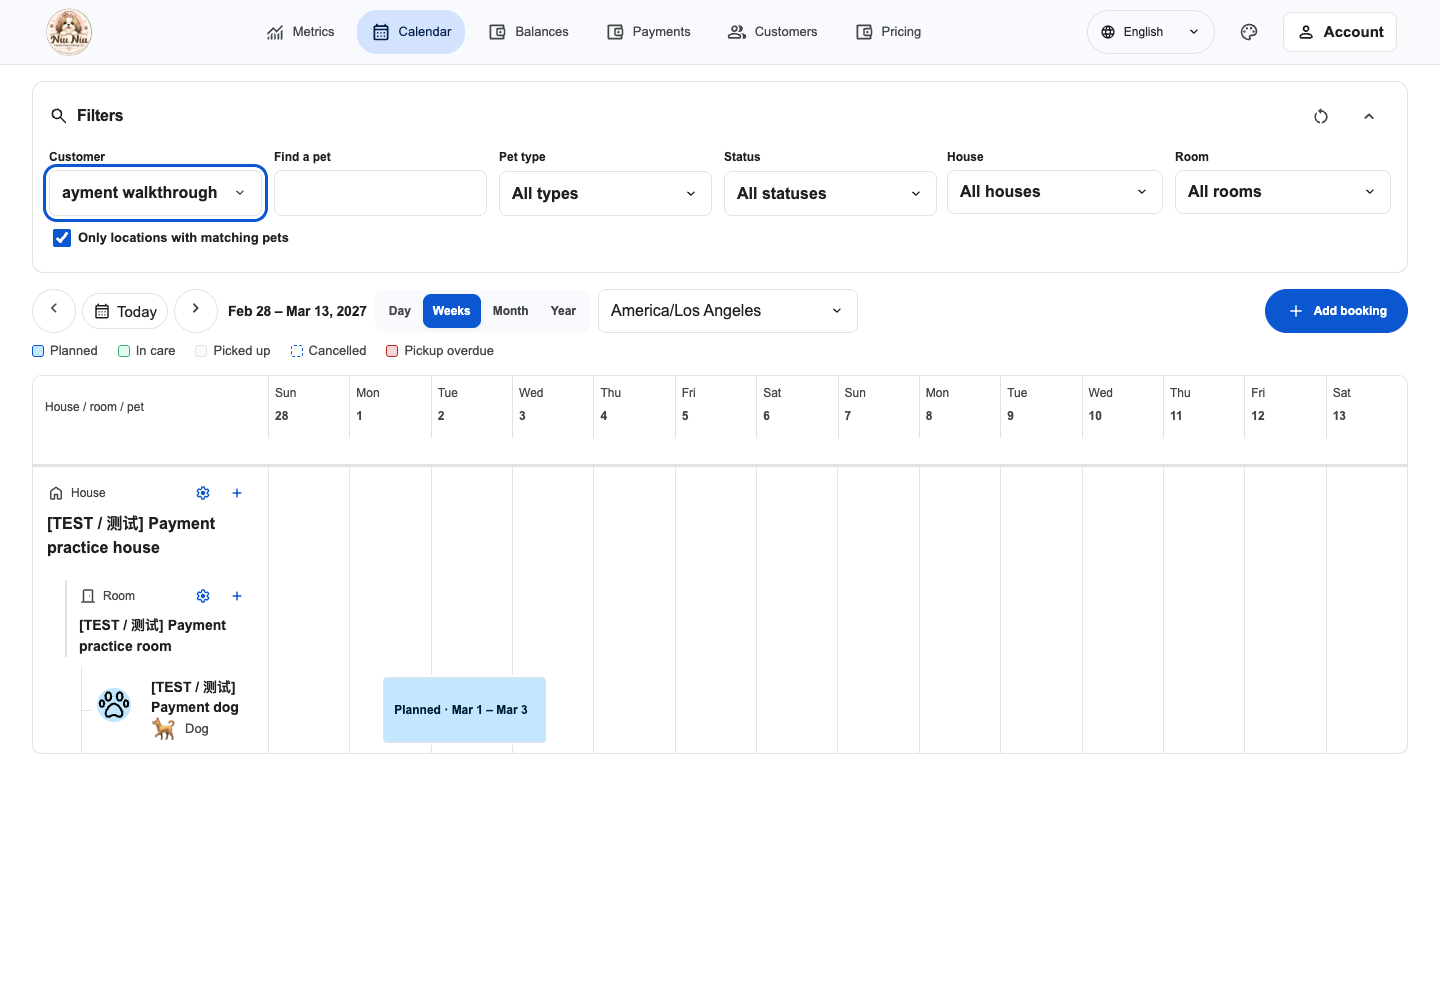 Niu Niu
Metrics
Calendar
Balances
Payments
Customers
Pricing
English
Account
Filters
Customer
Find a pet
Pet type
Status
House
Room
ayment walkthrough
All types
All statuses
All houses
All rooms
Only locations with matching pets
Today
Feb 28 – Mar 13, 2027
Day
Weeks
Month
Year
America/Los Angeles
Add booking
Planned
In care
Picked up
Cancelled
Pickup overdue
House / room / pet
Sun 28
Mon 1
Tue 2
Wed 3
Thu 4
Fri 5
Sat 6
Sun 7
Mon 8
Tue 9
Wed 10
Thu 11
Fri 12
Sat 13
House
[TEST / 测试] Payment
practice house
Room
[TEST / 测试] Payment
practice room
[TEST / 测试]
Payment dog
Dog
Planned · Mar 1 – Mar 3